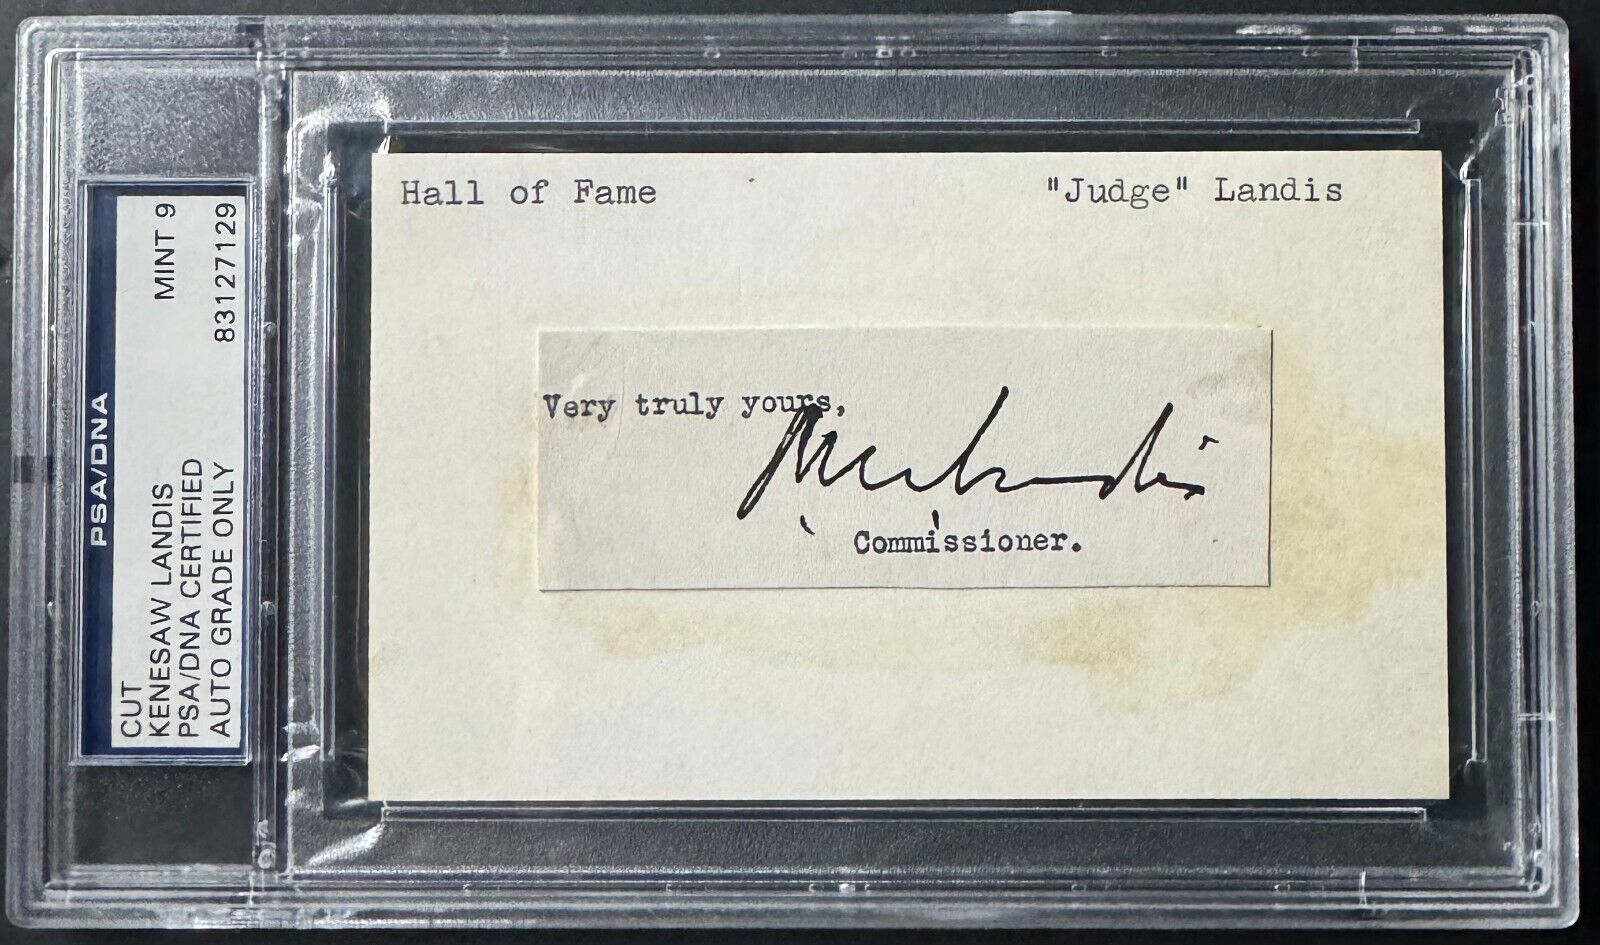 PSA/DNA
CUT
KENESAW LANDIS MINT 9
PSA/DNA CERTIFIED
AUTO GRADE ONLY 83127129
Hall of Fame "Judge" Landis
Very truly yours,
Commissioner.